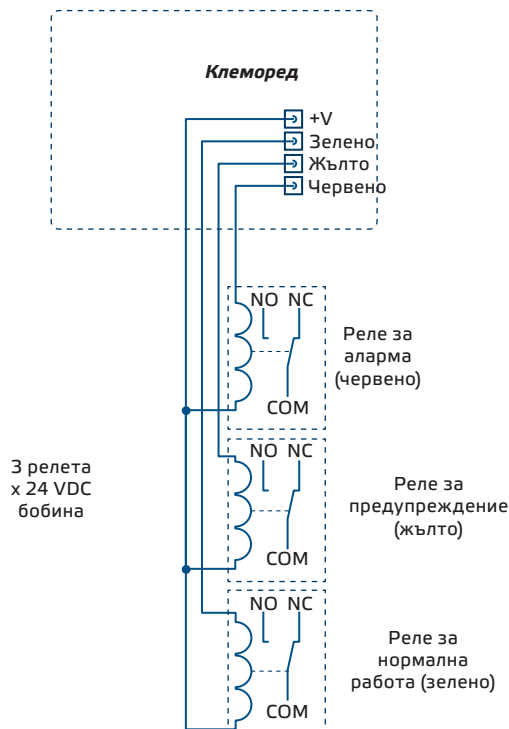 Клеморед
+V
Зелено
Жълто
Червено
NO NC
COM
Реле за
аларма
(червено)
3 релета
x 24 VDC
бобина
NO NC
COM
Реле за
предупреждение
(жълто)
NO NC
COM
Реле за
нормална
работа (зелено)